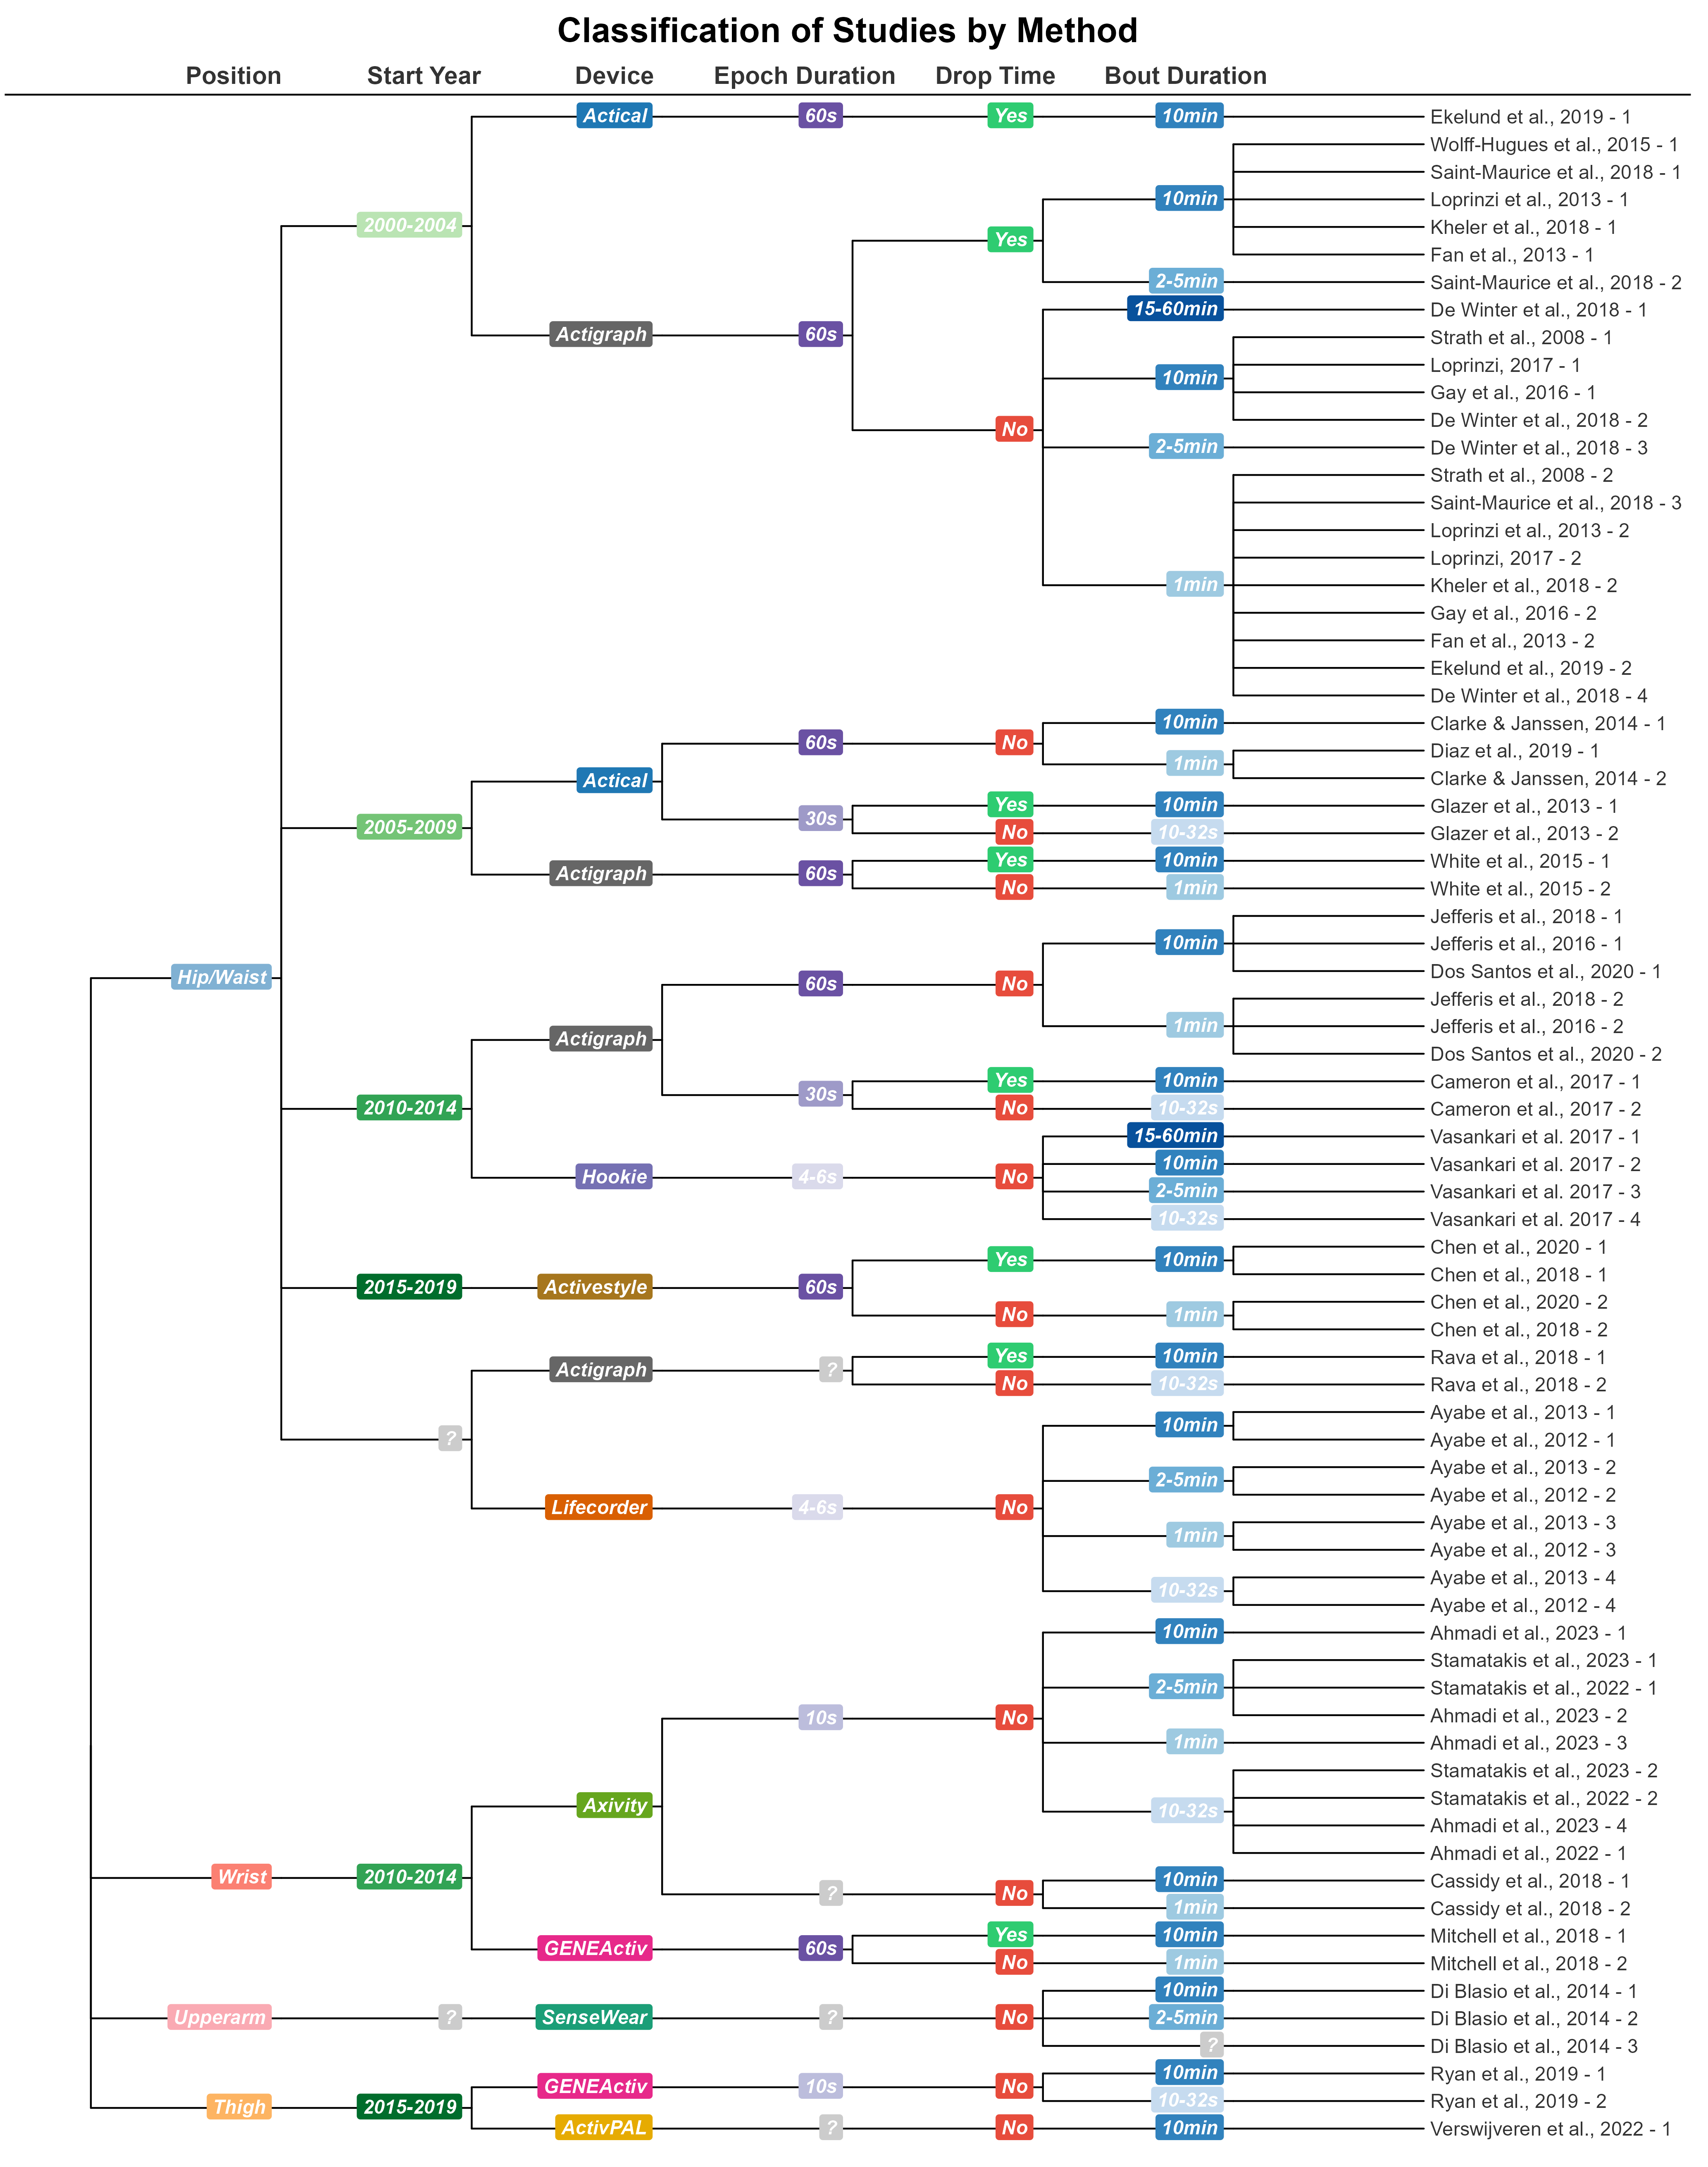 Classification of Studies by Method
Position Start Year Device Epoch Duration Drop Time Bout Duration
Actical 60s Yes 10min Ekelund et al., 2019 - 1
Wolff-Hugues et al., 2015 - 1
Saint-Maurice et al., 2018 - 1
10min Loprinzi et al., 2013 - 1
2000-2004 Kheler et al., 2018 - 1
Yes
Fan et al., 2013 - 1
2-5min Saint-Maurice et al., 2018 - 2
15-60min De Winter et al., 2018 - 1
Actigraph 60s Strath et al., 2008 - 1
Loprinzi, 2017 - 1
10min
Gay et al., 2016 - 1
De Winter et al., 2018 - 2
No
2-5min De Winter et al., 2018 - 3
Strath et al., 2008 - 2
Saint-Maurice et al., 2018 - 3
Loprinzi et al., 2013 - 2
Loprinzi, 2017 - 2
1min Kheler et al., 2018 - 2
Gay et al., 2016 - 2
Fan et al., 2013 - 2
Ekelund et al., 2019 - 2
De Winter et al., 2018 - 4
10min Clarke & Janssen, 2014 - 1
60s No
Diaz et al., 2019 - 1
1min
Actical Clarke & Janssen, 2014 - 2
Yes 10min Glazer et al., 2013 - 1
30s
2005-2009 No 10-32s Glazer et al., 2013 - 2
Yes 10min White et al., 2015 - 1
Actigraph 60s
No 1min White et al., 2015 - 2
Jefferis et al., 2018 - 1
10min Jefferis et al., 2016 - 1
Hip/Waist Dos Santos et al., 2020 - 1
60s No
Jefferis et al., 2018 - 2
1min Jefferis et al., 2016 - 2
Actigraph
Dos Santos et al., 2020 - 2
Yes 10min Cameron et al., 2017 - 1
30s
2010-2014 No 10-32s Cameron et al., 2017 - 2
15-60min Vasankari et al. 2017 - 1
10min Vasankari et al. 2017 - 2
Hookie 4-6s No
2-5min Vasankari et al. 2017 - 3
10-32s Vasankari et al. 2017 - 4
Chen et al., 2020 - 1
Yes 10min
Chen et al., 2018 - 1
2015-2019 Activestyle 60s
Chen et al., 2020 - 2
No 1min
Chen et al., 2018 - 2
Yes 10min Rava et al., 2018 - 1
Actigraph ?
No 10-32s Rava et al., 2018 - 2
Ayabe et al., 2013 - 1
10min
? Ayabe et al., 2012 - 1
Ayabe et al., 2013 - 2
2-5min
Ayabe et al., 2012 - 2
Lifecorder 4-6s No
Ayabe et al., 2013 - 3
1min
Ayabe et al., 2012 - 3
Ayabe et al., 2013 - 4
10-32s
Ayabe et al., 2012 - 4
10min Ahmadi et al., 2023 - 1
Stamatakis et al., 2023 - 1
2-5min Stamatakis et al., 2022 - 1
10s No Ahmadi et al., 2023 - 2
1min Ahmadi et al., 2023 - 3
Stamatakis et al., 2023 - 2
Axivity Stamatakis et al., 2022 - 2
10-32s
Ahmadi et al., 2023 - 4
Ahmadi et al., 2022 - 1
Wrist 2010-2014 10min Cassidy et al., 2018 - 1
? No
1min Cassidy et al., 2018 - 2
Yes 10min Mitchell et al., 2018 - 1
GENEActiv 60s
No 1min Mitchell et al., 2018 - 2
10min Di Blasio et al., 2014 - 1
Upperarm ? SenseWear ? No 2-5min Di Blasio et al., 2014 - 2
? Di Blasio et al., 2014 - 3
10min Ryan et al., 2019 - 1
GENEActiv 10s No
10-32s Ryan et al., 2019 - 2
Thigh 2015-2019
ActivPAL ? No 10min Verswijveren et al., 2022 - 1